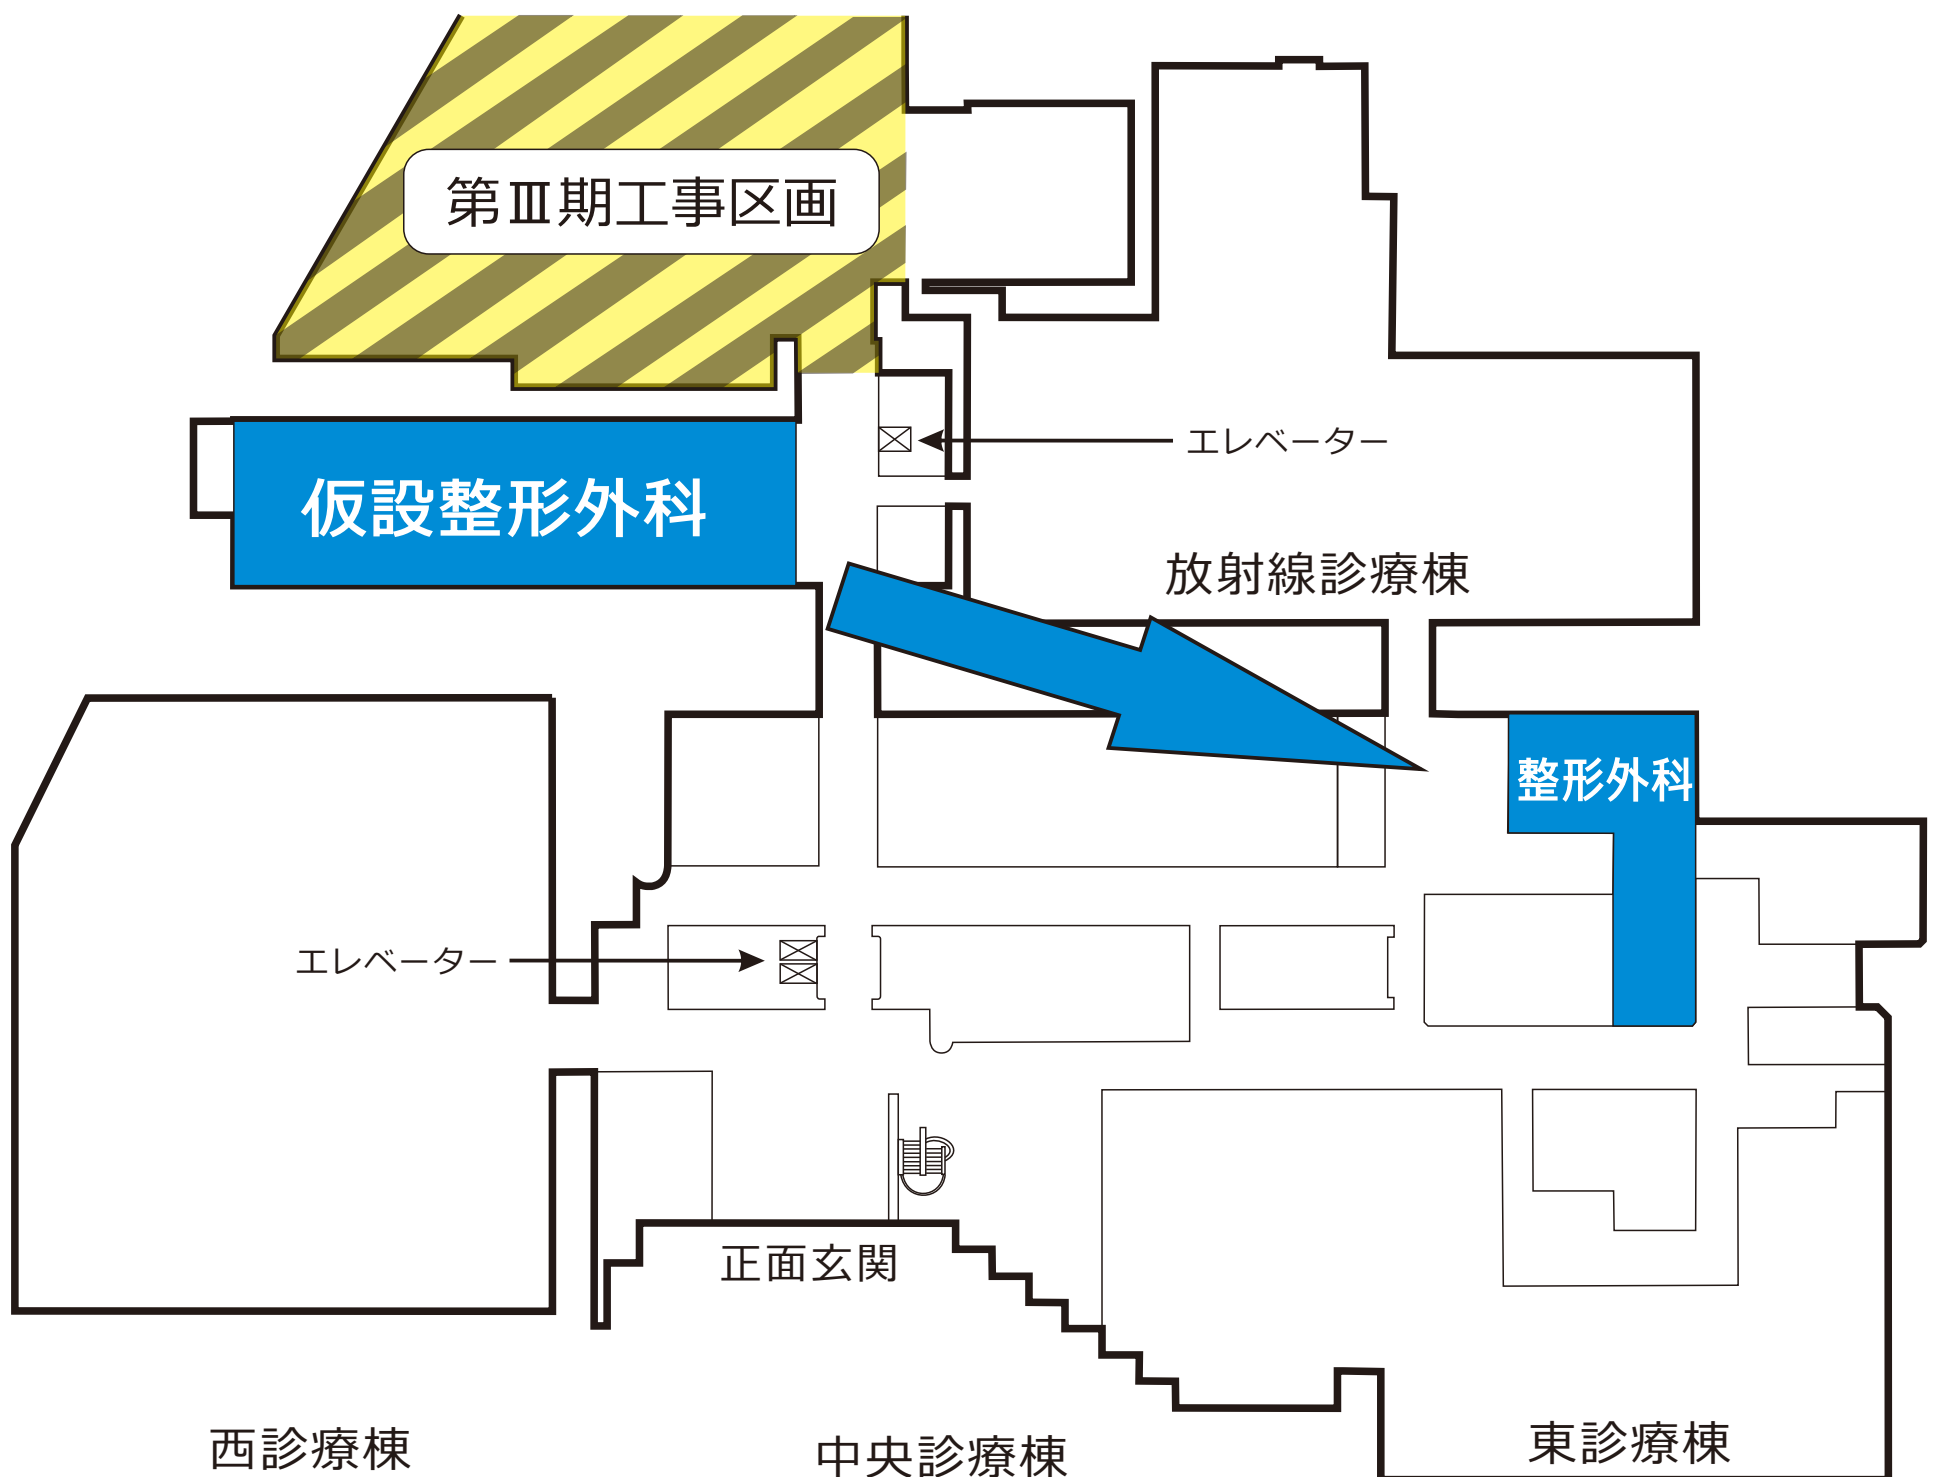 第Ⅲ期工事区画
エレベーター
仮設整形外科
放射線診療棟
整形外科
エレベーター
正面玄関
西診療棟
中央診療棟
東診療棟